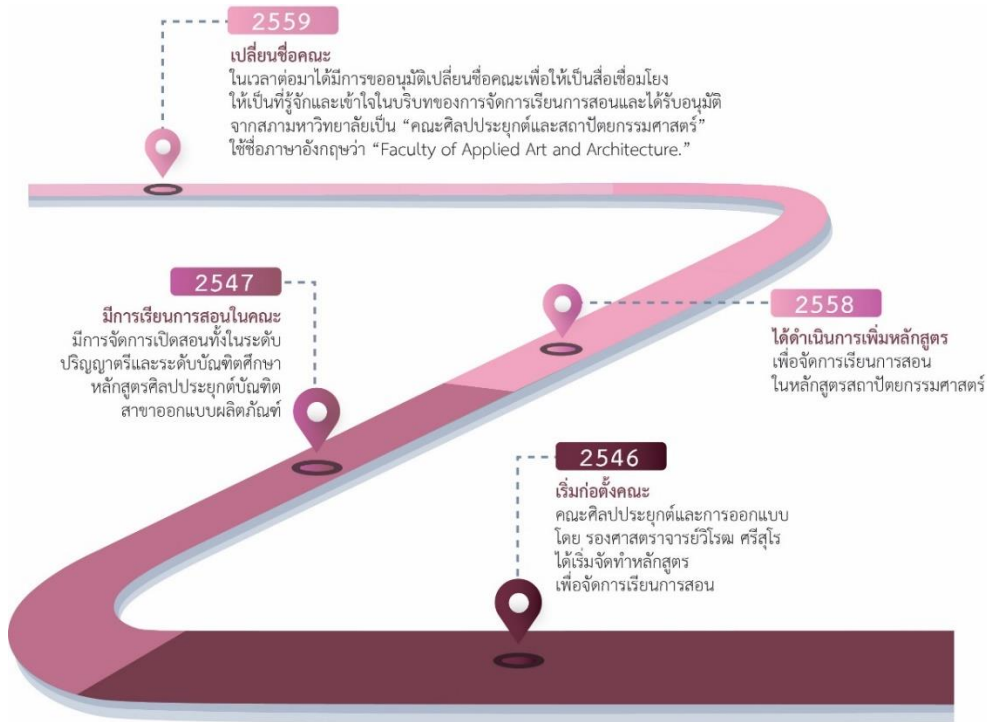 2559
เปลี่ยนชื่อคณะ
ในเวลาต่อมาได้มีการขออนุมัติเปลี่ยนชื่อคณะเพื่อให้เป็นสื่อเชื่อมโยง
ให้เป็นที่รู้จักและเข้าใจในบริบทของการจัดการเรียนการสอนและได้รับอนุมัติ
จากสภามหาวิทยาลัยเป็น “คณะศิลปประยุกต์และสถาปัตยกรรมศาสตร์”
ใช้ชื่อภาษาอังกฤษว่า “Faculty of Applied Art and Architecture.”
2547
มีการเรียนการสอนในคณะ
มีการจัดการเปิดสอนทั้งในระดับ
ปริญญาตรีและระดับบัณฑิตศึกษา
หลักสูตรศิลปประยุกต์บัณฑิต
สาขาออกแบบผลิตภัณฑ์
2558
ได้ดำเนินการเพิ่มหลักสูตร
เพื่อจัดการเรียนการสอน
ในหลักสูตรสถาปัตยกรรมศาสตร์
2546
เริ่มก่อตั้งคณะ
คณะศิลปประยุกต์และการออกแบบ
โดย รองศาสตราจารย์วิโรฒ ศรีสุโร
ได้เริ่มจัดทำหลักสูตร
เพื่อจัดการเรียนการสอน